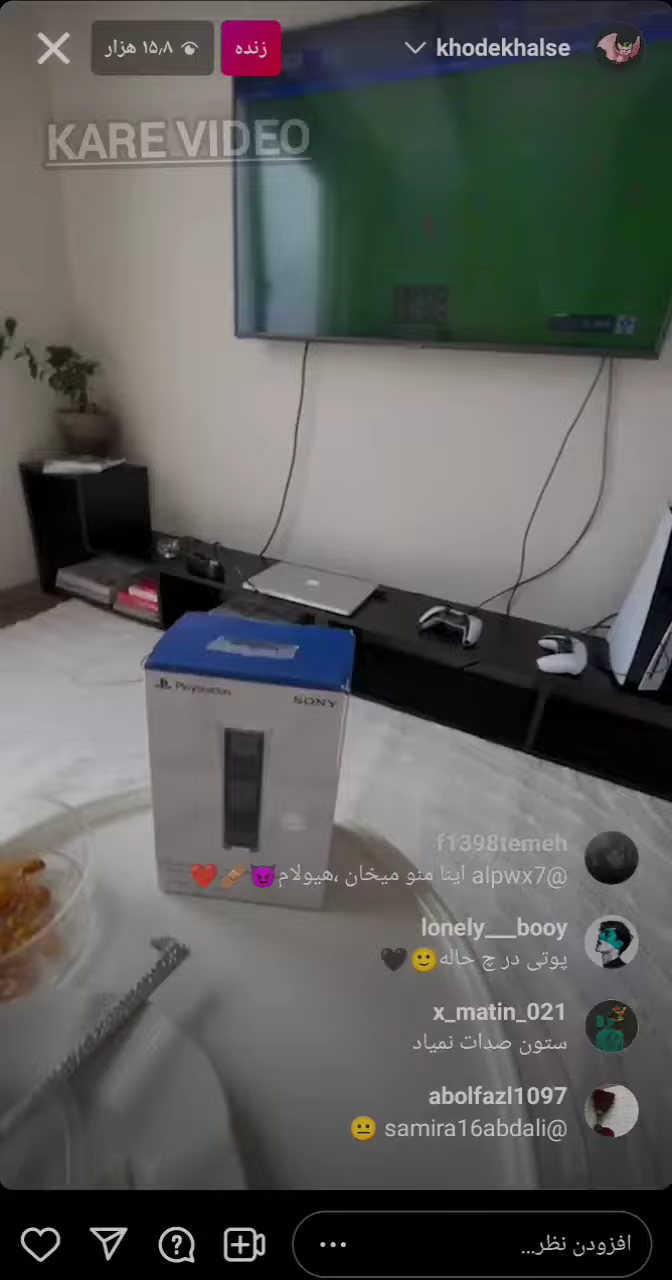 khodekhalse
زنده
۱۵٫۸ هزار
KARE VIDEO
PlayStation
SONY
f1398temeh
@alpwx7 اینا منو میخان ،هیولام😈🩹❤️
lonely___booy
پوتی در چ حاله🙂🖤
x_matin_021
ستون صدات نمیاد
abolfazl1097
@samira16abdali 😐
افزودن نظر...